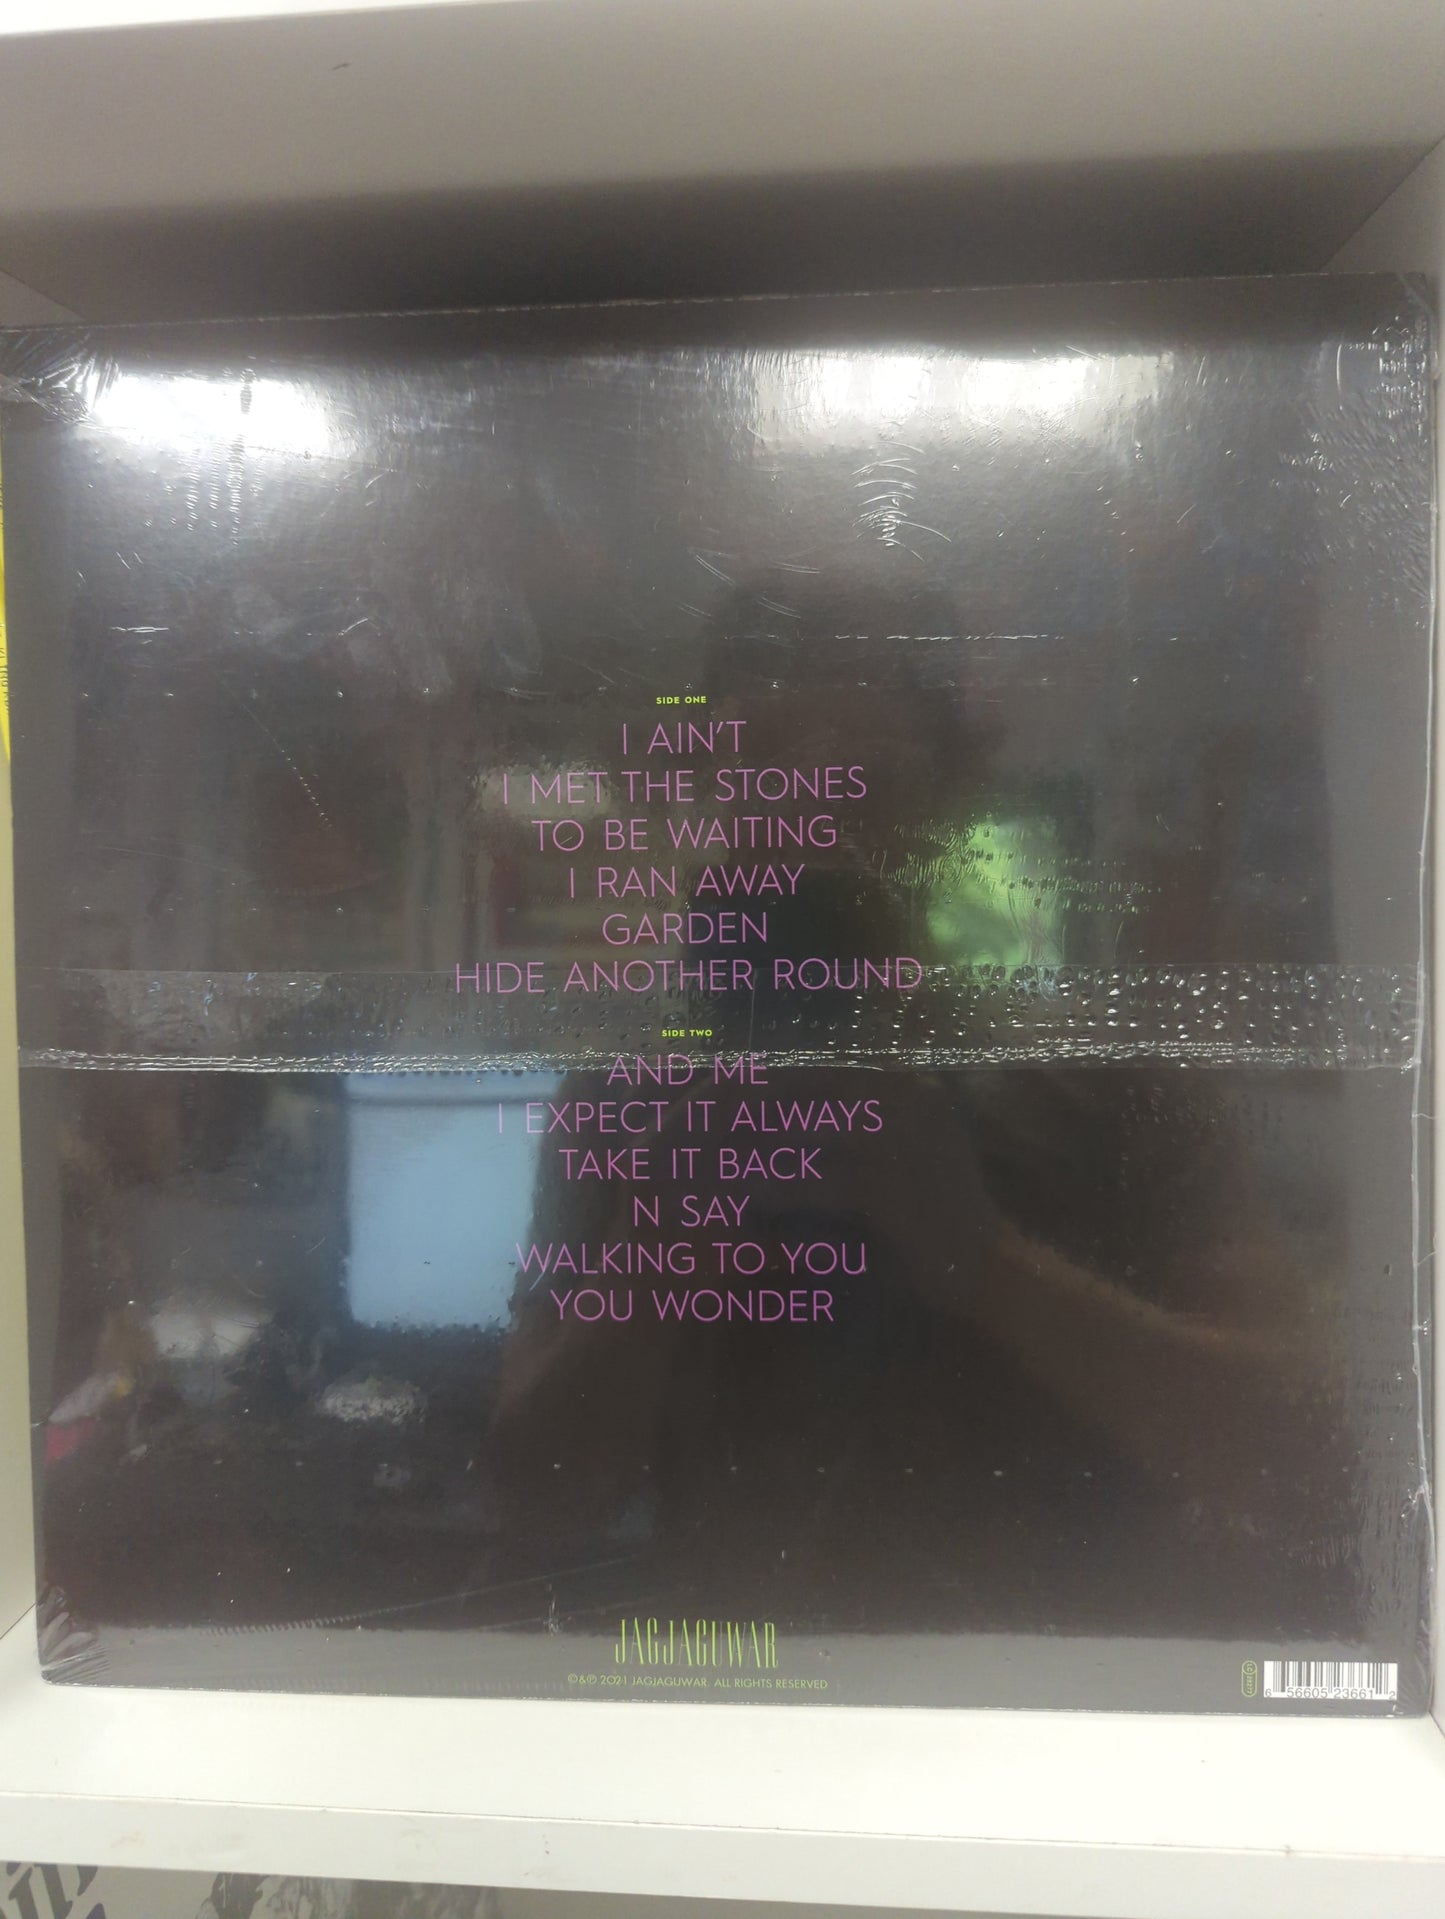 SIDE ONE
I AIN'T
I MET THE STONES
TO BE WAITING
I RAN AWAY
GARDEN
HIDE ANOTHER ROUND
SIDE TWO
AND ME
I EXPECT IT ALWAYS
TAKE IT BACK
N SAY
WALKING TO YOU
YOU WONDER
JAGJAGUWAR
©&℗ 2021 JAGJAGUWAR. ALL RIGHTS RESERVED
6 56605 23661 2